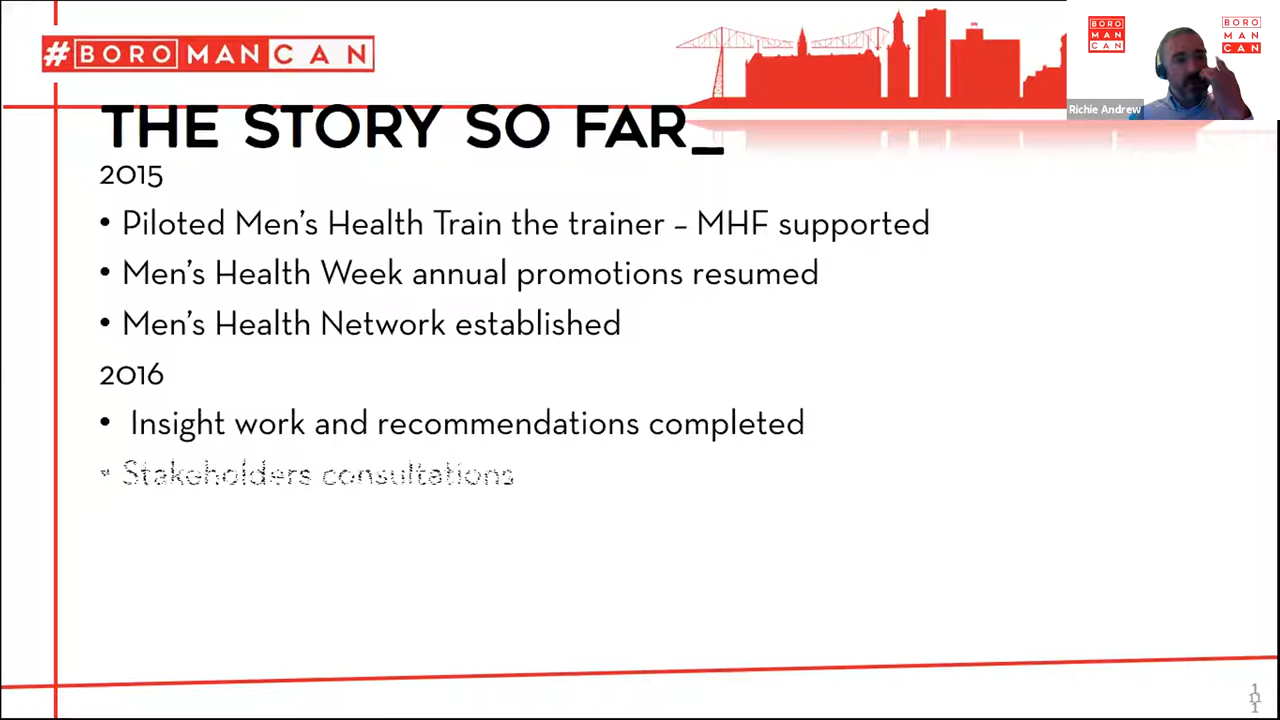 #BOROMANCAN
THE STORY SO FAR_
2015
• Piloted Men's Health Train the trainer – MHF supported
• Men's Health Week annual promotions resumed
• Men's Health Network established
2016
• Insight work and recommendations completed
• Stakeholders consultations
BORO
MAN
CAN
BORO
MAN
CAN
Richie Andrew